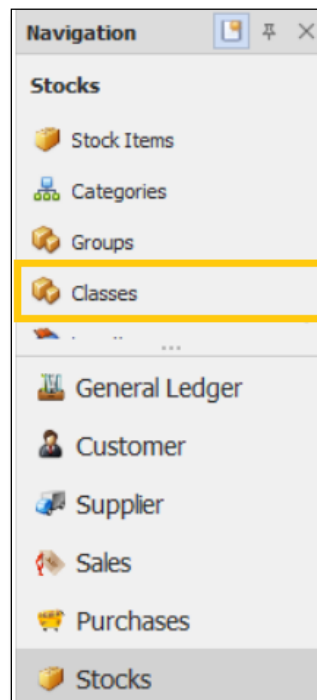 Navigation
Stocks
Stock Items
Categories
Groups
Classes
...
General Ledger
Customer
Supplier
Sales
Purchases
Stocks